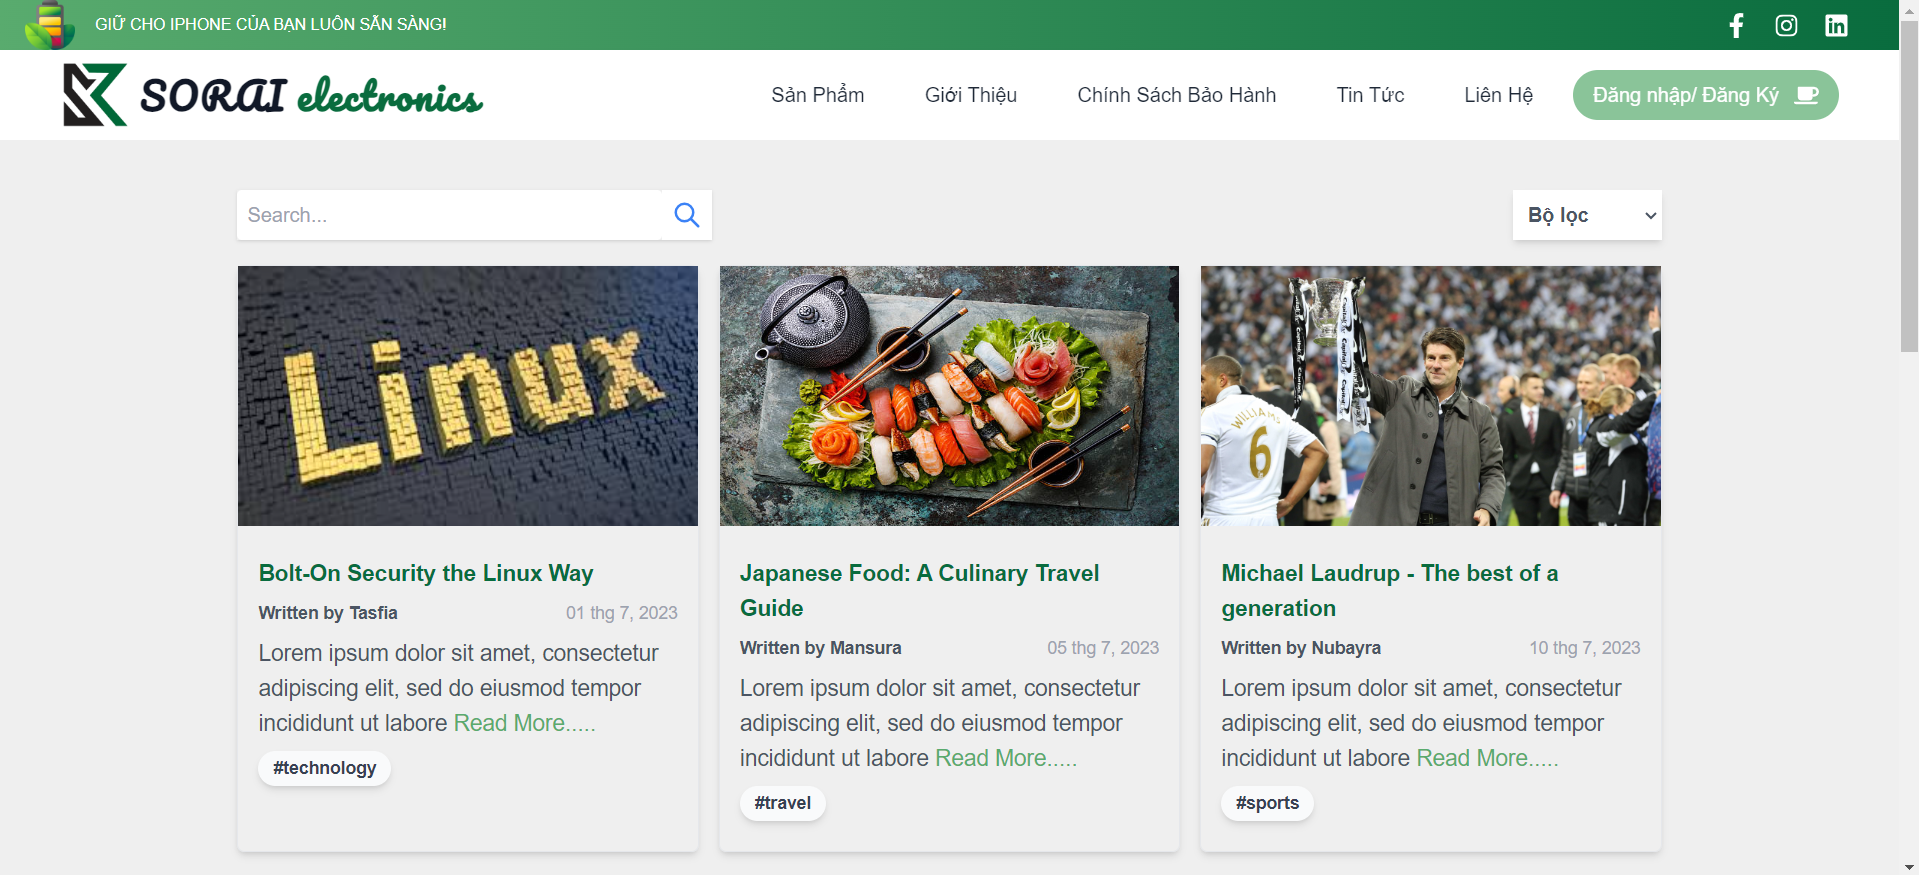 GIỮ CHO IPHONE CỦA BẠN LUÔN SẴN SÀNG!
SORAI electronics
Sản Phẩm
Giới Thiệu
Chính Sách Bảo Hành
Tin Tức
Liên Hệ
Đăng nhập/ Đăng Ký
Search...
Bộ lọc
Linux
WILLIAMS
6
Bolt-On Security the Linux Way
Written by Tasfia
01 thg 7, 2023
Lorem ipsum dolor sit amet, consectetur
adipiscing elit, sed do eiusmod tempor
incididunt ut labore Read More.....
#technology
Japanese Food: A Culinary Travel
Guide
Written by Mansura
05 thg 7, 2023
Lorem ipsum dolor sit amet, consectetur
adipiscing elit, sed do eiusmod tempor
incididunt ut labore Read More.....
#travel
Michael Laudrup - The best of a
generation
Written by Nubayra
10 thg 7, 2023
Lorem ipsum dolor sit amet, consectetur
adipiscing elit, sed do eiusmod tempor
incididunt ut labore Read More.....
#sports